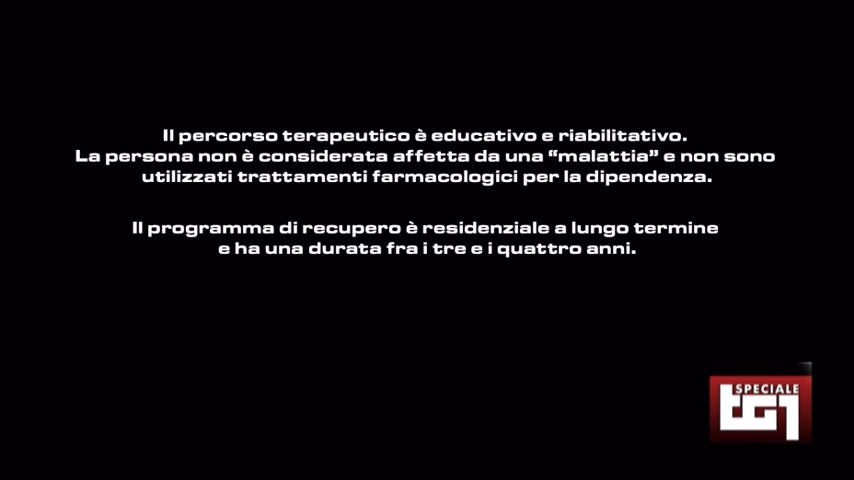 Il percorso terapeutico è educativo e riabilitativo.
La persona non è considerata affetta da una “malattia” e non sono
utilizzati trattamenti farmacologici per la dipendenza.
Il programma di recupero è residenziale a lungo termine
e ha una durata fra i tre e i quattro anni.
SPECIALE
tg1